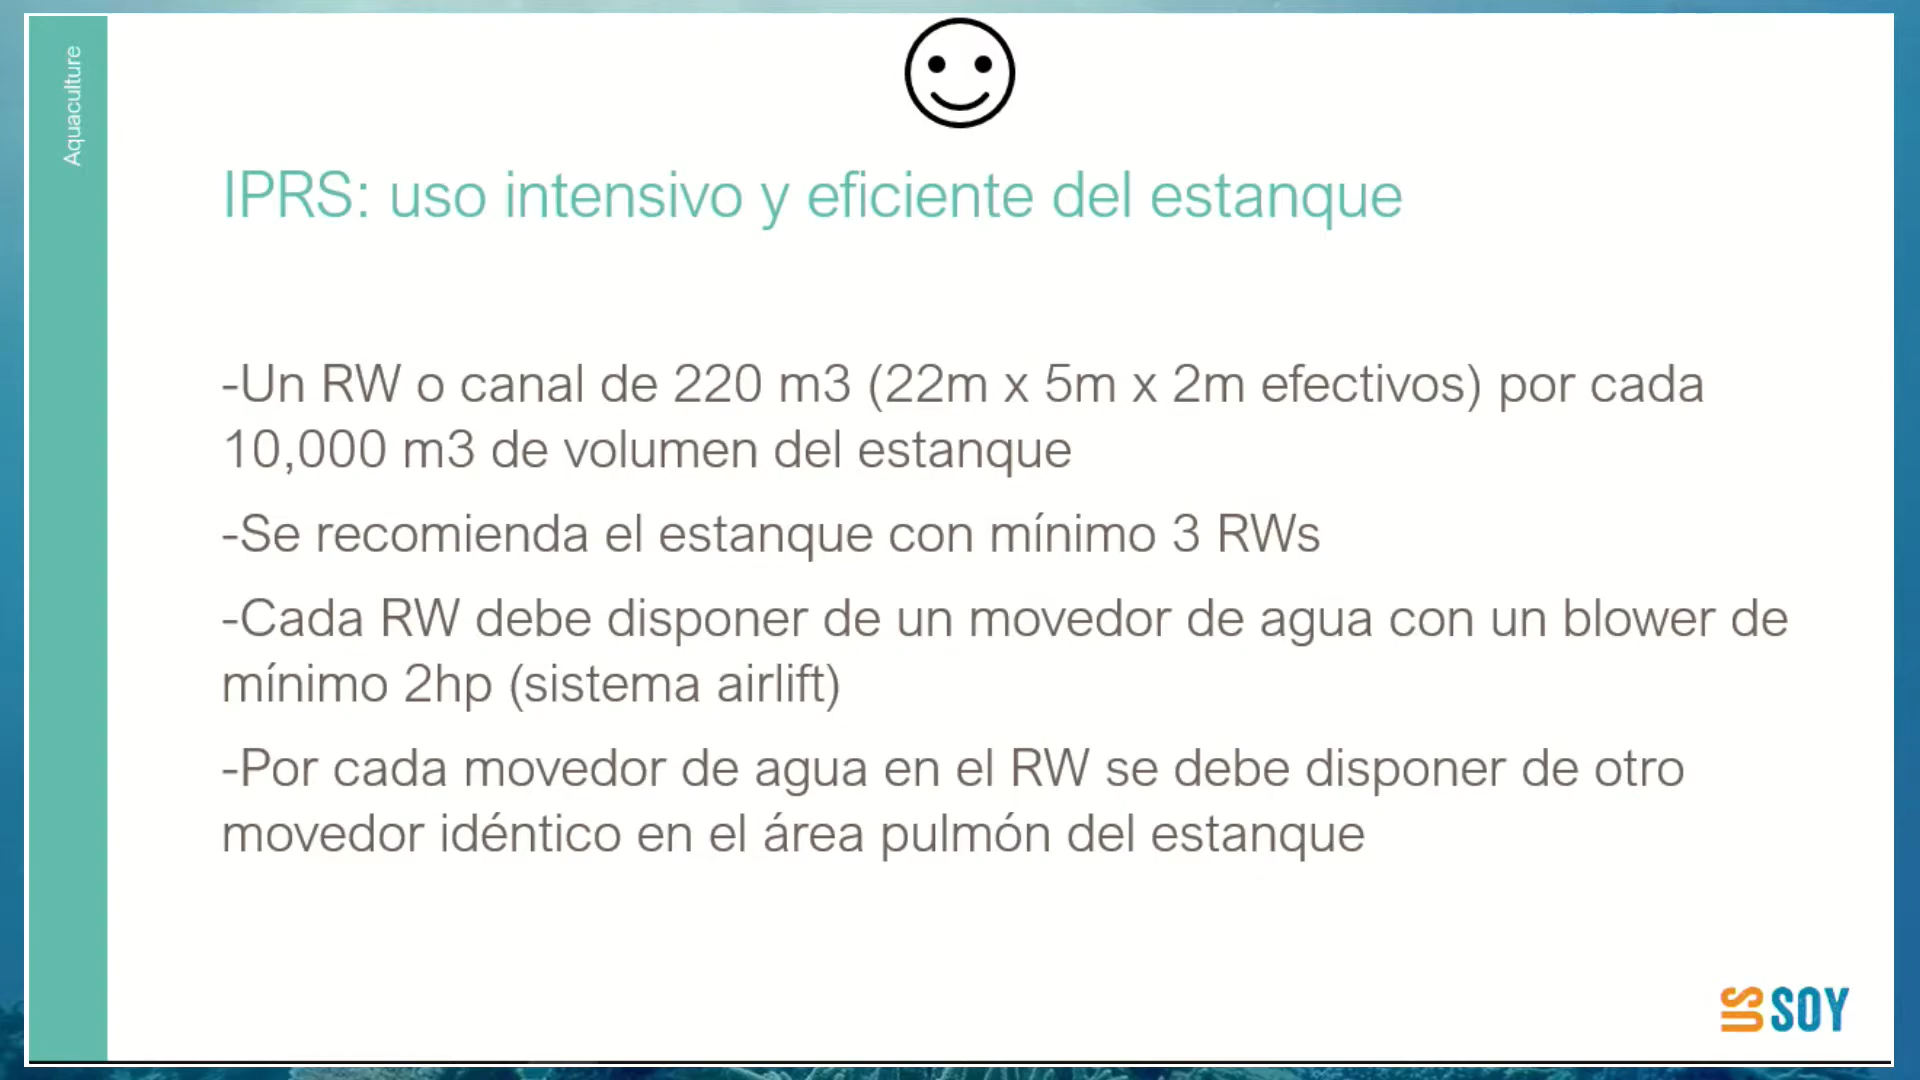 Aquaculture
IPRS: uso intensivo y eficiente del estanque
-Un RW o canal de 220 m3 (22m x 5m x 2m efectivos) por cada
10,000 m3 de volumen del estanque
-Se recomienda el estanque con mínimo 3 RWs
-Cada RW debe disponer de un movedor de agua con un blower de
mínimo 2hp (sistema airlift)
-Por cada movedor de agua en el RW se debe disponer de otro
movedor idéntico en el área pulmón del estanque
US SOY